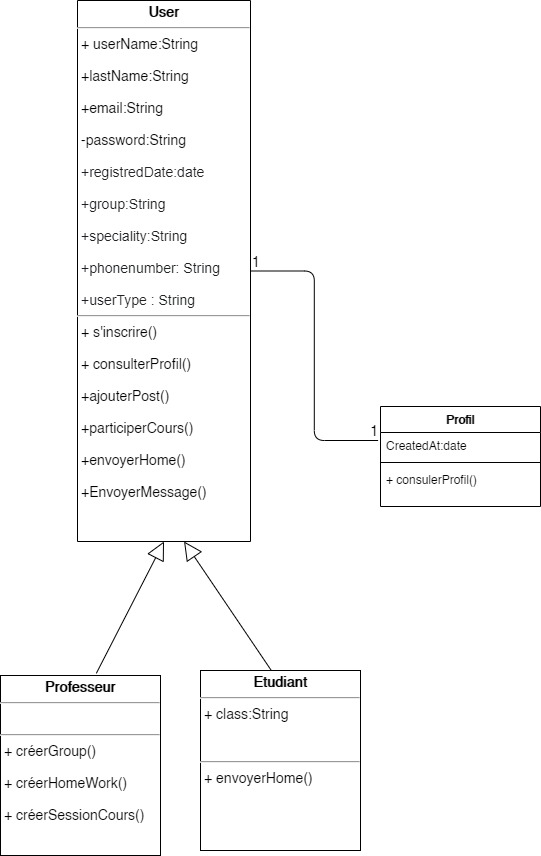 User
+ userName:String
+lastName:String
+email:String
-password:String
+registredDate:date
+group:String
+speciality:String
+phonenumber: String
+userType : String
+ s'inscrire()
+ consulterProfil()
+ajouterPost()
+participerCours()
+envoyerHome()
+EnvoyerMessage()
1
1
Profil
CreatedAt:date
+ consulerProfil()
Professeur
+ créerGroup()
+ créerHomeWork()
+ créerSessionCours()
Etudiant
+ class:String
+ envoyerHome()